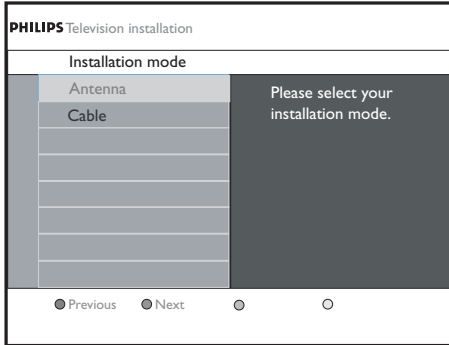 PHILIPS Television installation
Installation mode
Antenna
Cable
Please select your
installation mode.
Previous Next